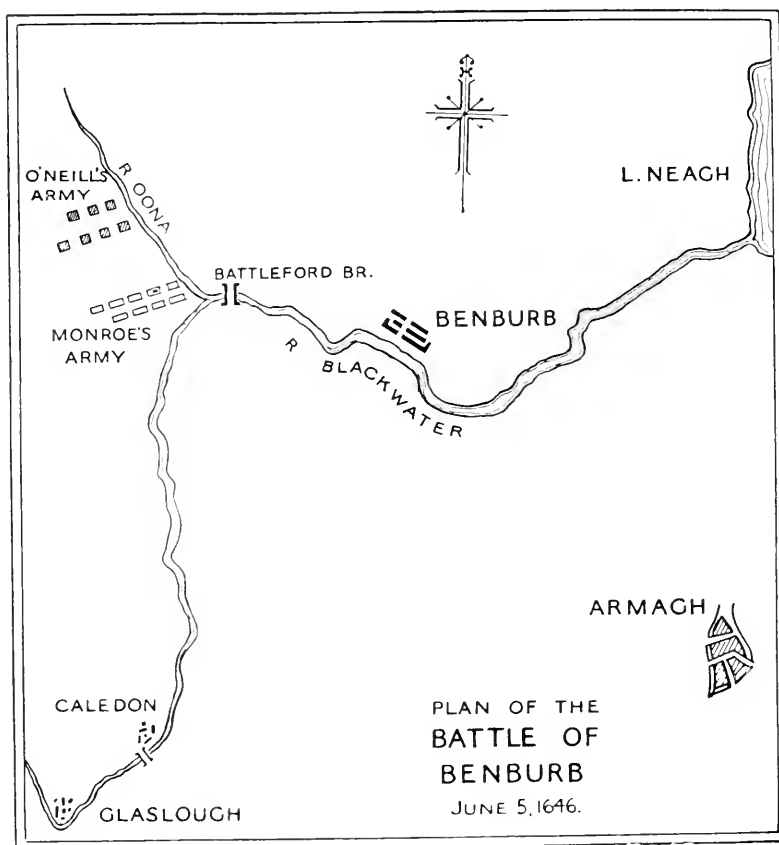 O'NEILL'S
ARMY
R OONA
L. NEAGH
BATTLEFORD BR.
MONROE'S
ARMY
BENBURB
R BLACKWATER
ARMAGH
CALEDON
GLASLOUGH
PLAN OF THE
BATTLE OF
BENBURB
JUNE 5, 1646.